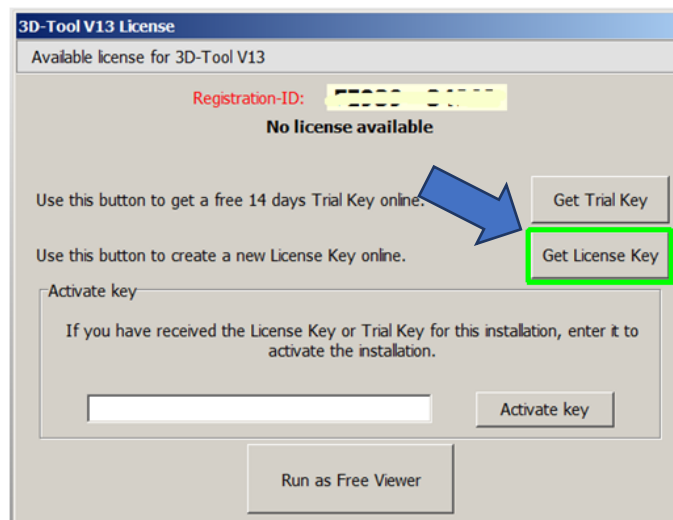 3D-Tool V13 License
Available license for 3D-Tool V13
Registration-ID:
No license available
Use this button to get a free 14 days Trial Key online.
Get Trial Key
Use this button to create a new License Key online.
Get License Key
Activate key
If you have received the License Key or Trial Key for this installation, enter it to
activate the installation.
Activate key
Run as Free Viewer